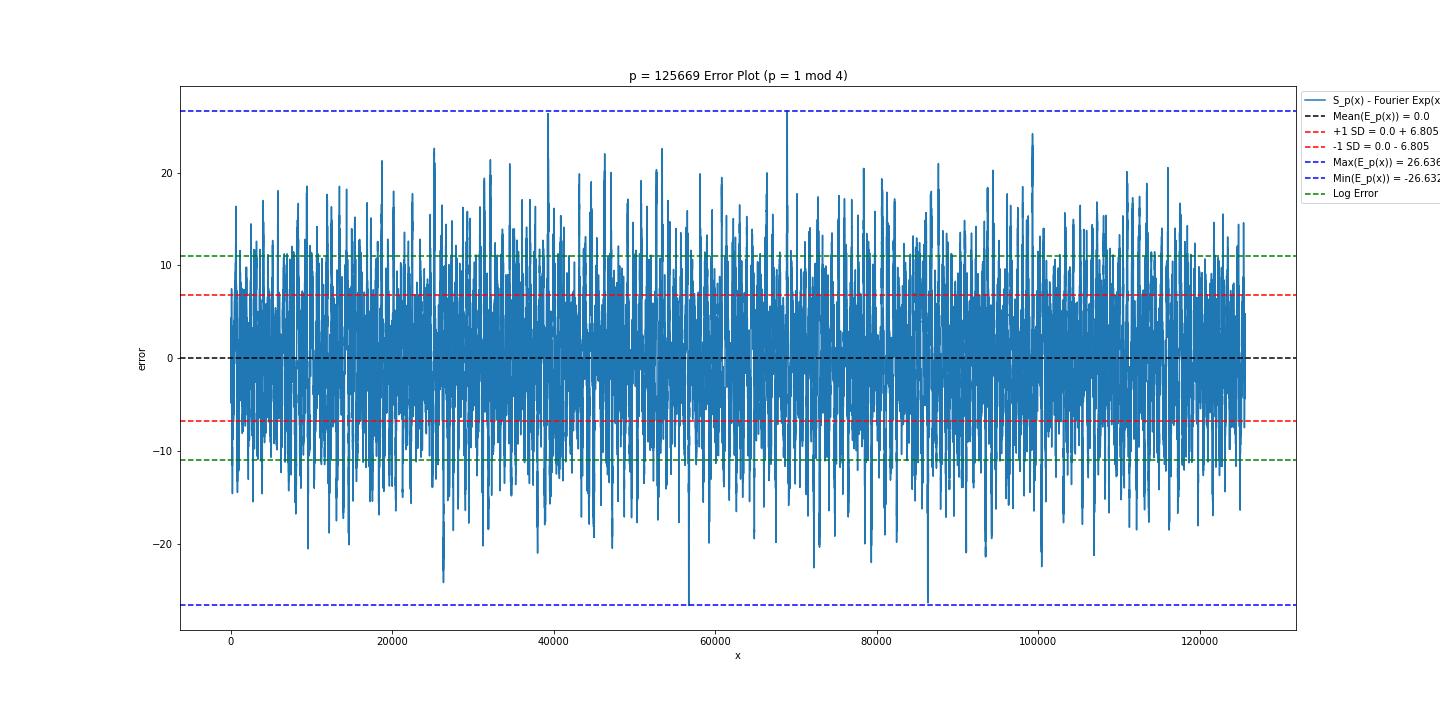 p = 125669 Error Plot (p = 1 mod 4)
S_p(x) - Fourier Exp(x
Mean(E_p(x)) = 0.0
+1 SD = 0.0 + 6.805
-1 SD = 0.0 - 6.805
Max(E_p(x)) = 26.636
Min(E_p(x)) = -26.632
Log Error
20
10
0
−10
−20
error
0
20000
40000
60000
80000
100000
120000
x